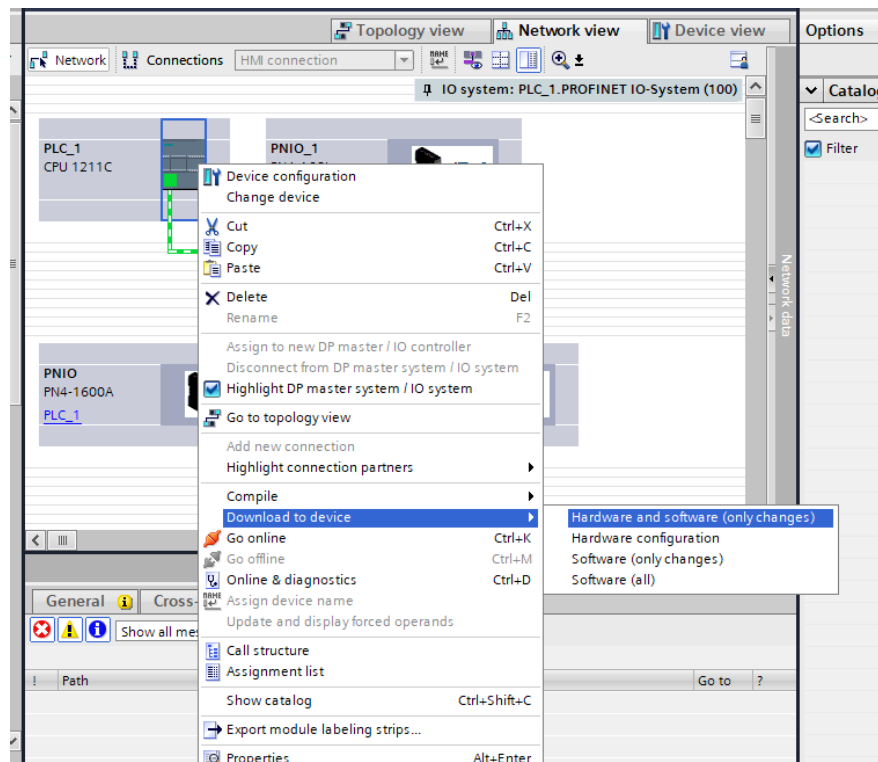 Topology view Network view Device view Options
Network Connections HMI connection
IO system: PLC_1.PROFINET IO-System (100)
Catalo
<Search>
Filter
PLC_1
CPU 1211C
PNIO_1
Device configuration
Change device
Cut Ctrl+X
Copy Ctrl+C
Paste Ctrl+V
Delete Del
Rename F2
Assign to new DP master / IO controller
Disconnect from DP master system / IO system
Highlight DP master system / IO system
Go to topology view
Add new connection
Highlight connection partners
Compile
Download to device
Go online Ctrl+K
Go offline Ctrl+M
Online & diagnostics Ctrl+D
Assign device name
Update and display forced operands
Call structure
Assignment list
Show catalog Ctrl+Shift+C
Export module labeling strips...
Properties Alt+Enter
Hardware and software (only changes)
Hardware configuration
Software (only changes)
Software (all)
Network data
PNIO
PN4-1600A
PLC_1
General Cross-
Show all mes
! Path Go to ?